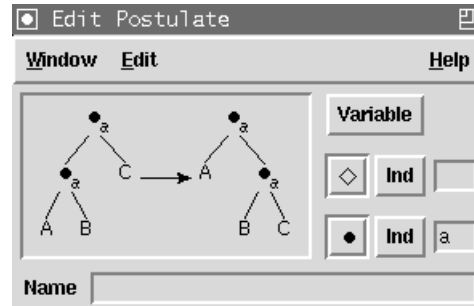 Edit Postulate
Window Edit Help
Variable
a a
a C A a Ind
A B B C Ind a
Name